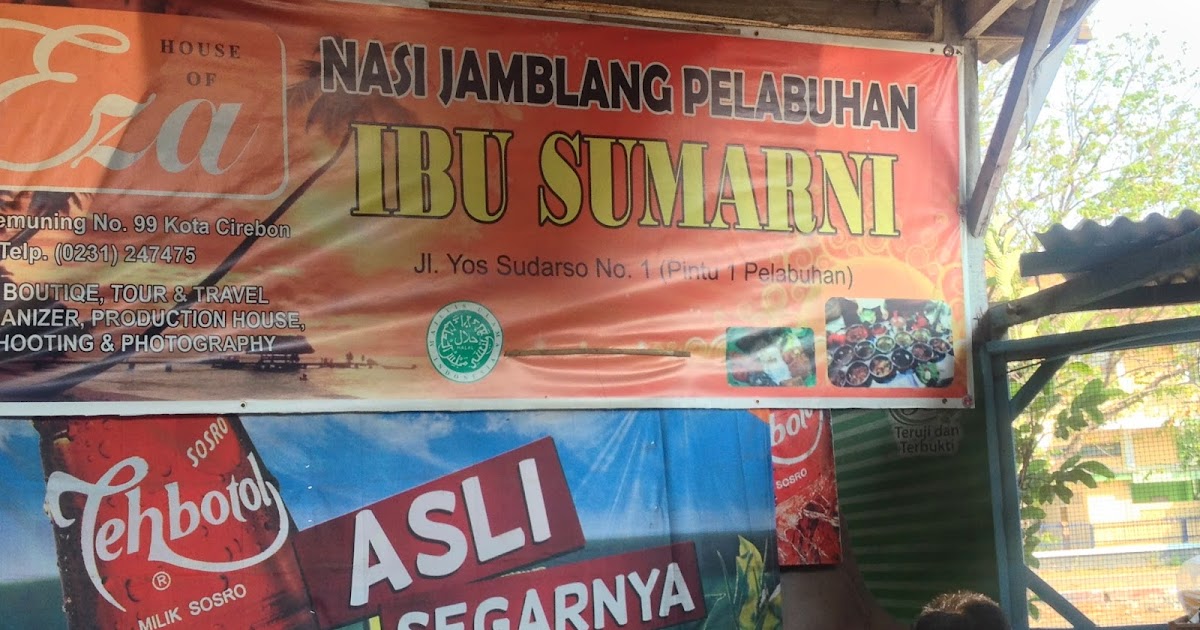 HOUSE
OF
Eza
emuning No. 99 Kota Cirebon
Telp. (0231) 247475
BOUTIQE, TOUR & TRAVEL
ANIZER, PRODUCTION HOUSE,
HOOTING & PHOTOGRAPHY
NASI JAMBLANG PELABUHAN
IBU SUMARNI
Jl. Yos Sudarso No. 1 (Pintu 1 Pelabuhan)
حلال
HALAL
SOSRO
Tehbotol
®
MILIK SOSRO
ASLI
SEGARNYA
SOSRO
Teruji dan
Terbukti